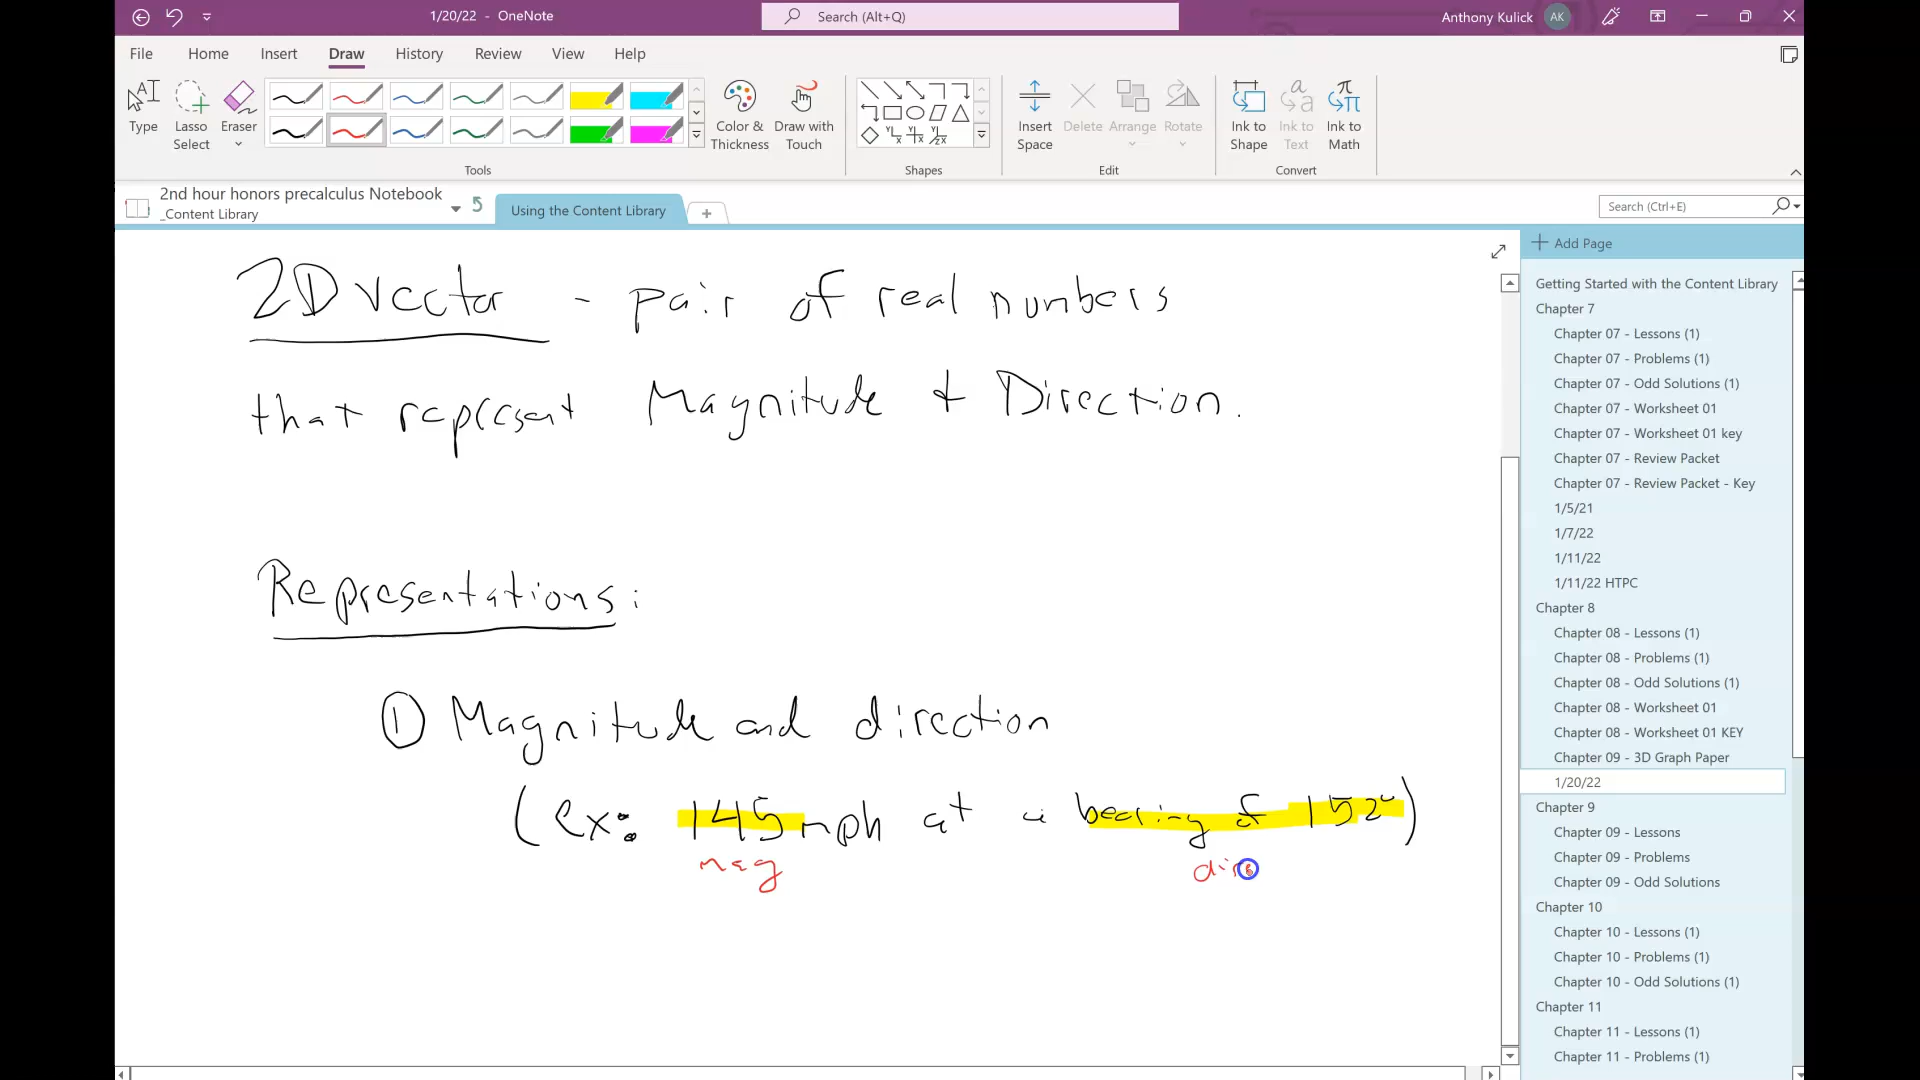 1/20/22 - OneNote
Search (Alt+Q)
Anthony Kulick
AK
File Home Insert Draw History Review View Help
Type
Lasso Select
Eraser
Color & Thickness
Draw with Touch
Insert Space
Delete
Arrange
Rotate
Ink to Shape
Ink to Text
Ink to Math
Tools
Shapes
Edit
Convert
2nd hour honors precalculus Notebook
_Content Library
Using the Content Library
Search (Ctrl+E)
2D vector - pair of real numbers
that represent Magnitude + Direction.
Representations:
① Magnitude and direction
(ex: 145mph at a bearing of 152°)
mag dir
Add Page
Getting Started with the Content Library
Chapter 7
Chapter 07 - Lessons (1)
Chapter 07 - Problems (1)
Chapter 07 - Odd Solutions (1)
Chapter 07 - Worksheet 01
Chapter 07 - Worksheet 01 key
Chapter 07 - Review Packet
Chapter 07 - Review Packet - Key
1/5/21
1/7/22
1/11/22
1/11/22 HTPC
Chapter 8
Chapter 08 - Lessons (1)
Chapter 08 - Problems (1)
Chapter 08 - Odd Solutions (1)
Chapter 08 - Worksheet 01
Chapter 08 - Worksheet 01 KEY
Chapter 09 - 3D Graph Paper
1/20/22
Chapter 9
Chapter 09 - Lessons
Chapter 09 - Problems
Chapter 09 - Odd Solutions
Chapter 10
Chapter 10 - Lessons (1)
Chapter 10 - Problems (1)
Chapter 10 - Odd Solutions (1)
Chapter 11
Chapter 11 - Lessons (1)
Chapter 11 - Problems (1)